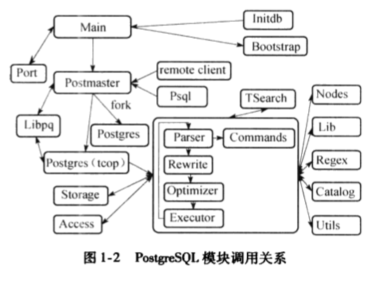 Main
Initdb
Bootstrap
Port
Postmaster
remote client
Psql
fork
Libpq
Postgres
TSearch
Nodes
Postgres（tcop）
Parser
Commands
Lib
Rewrite
Regex
Storage
Optimizer
Catalog
Access
Executor
Utils
图 1-2 PostgreSQL 模块调用关系